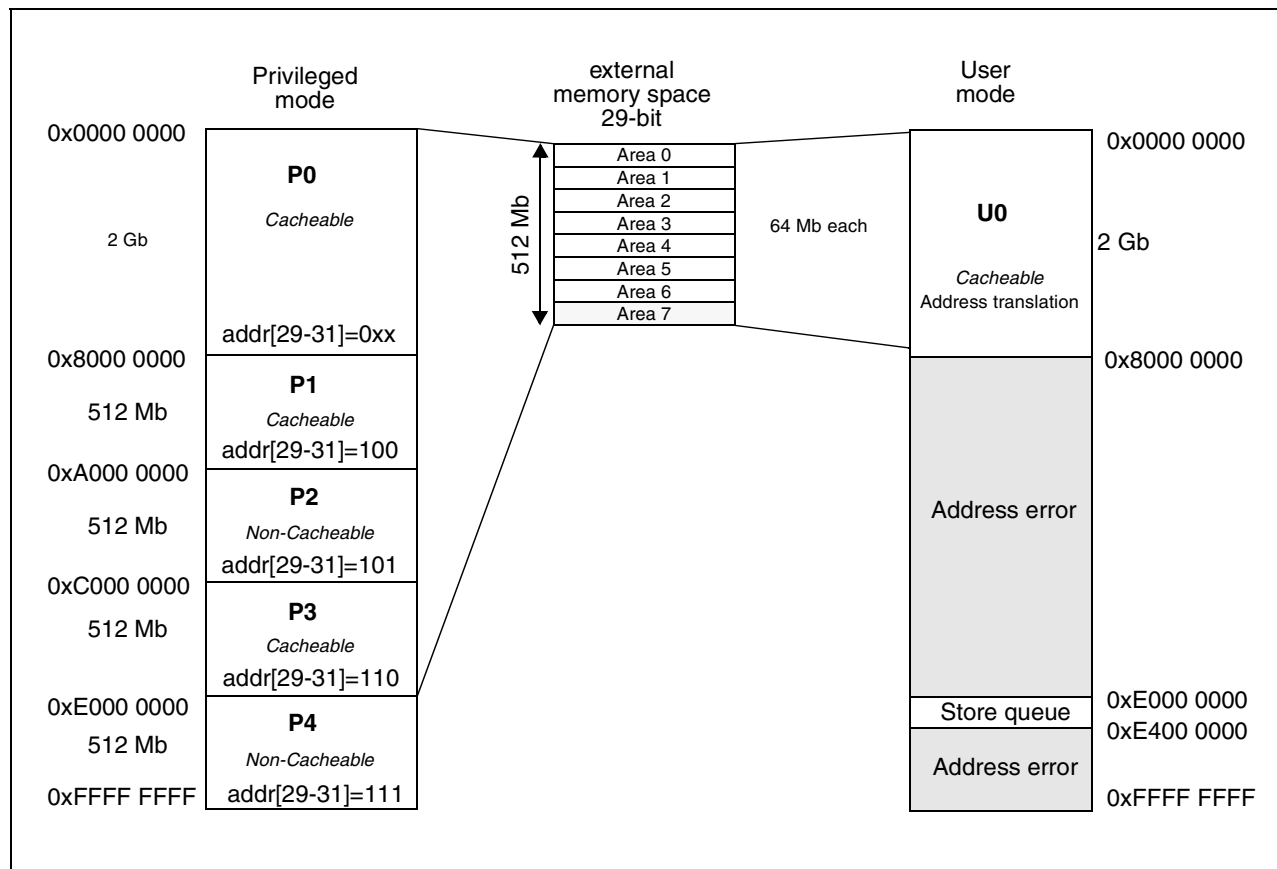 Privileged
mode
external
memory space
29-bit
User
mode
0x0000 0000
P0
Cacheable
2 Gb
addr[29-31]=0xx
0x8000 0000
P1
512 Mb
Cacheable
addr[29-31]=100
0xA000 0000
P2
512 Mb
Non-Cacheable
addr[29-31]=101
0xC000 0000
P3
512 Mb
Cacheable
addr[29-31]=110
0xE000 0000
P4
512 Mb
Non-Cacheable
addr[29-31]=111
0xFFFF FFFF
512 Mb
Area 0
Area 1
Area 2
Area 3
Area 4
Area 5
Area 6
Area 7
64 Mb each
0x0000 0000
U0
2 Gb
Cacheable
Address translation
0x8000 0000
Address error
0xE000 0000
Store queue
0xE400 0000
Address error
0xFFFF FFFF